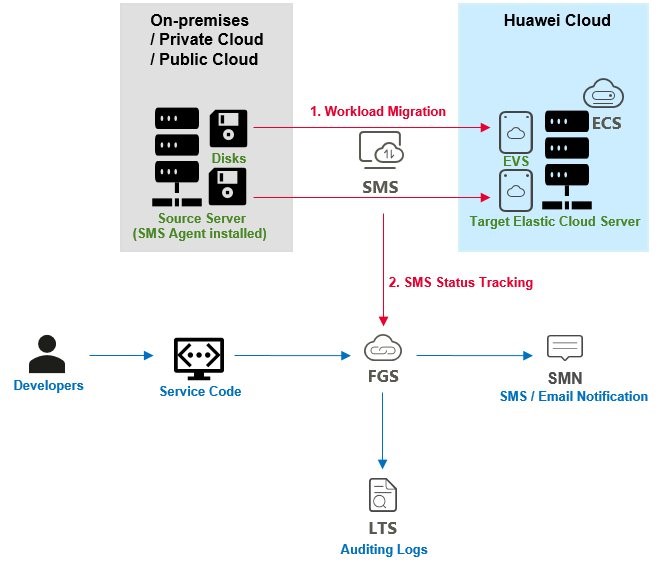 On-premises
/ Private Cloud
/ Public Cloud
Huawei Cloud
1. Workload Migration
ECS
Disks
SMS
EVS
Source Server
(SMS Agent installed)
Target Elastic Cloud Server
2. SMS Status Tracking
Developers
Service Code
FGS
SMN
SMS / Email Notification
LTS
Auditing Logs